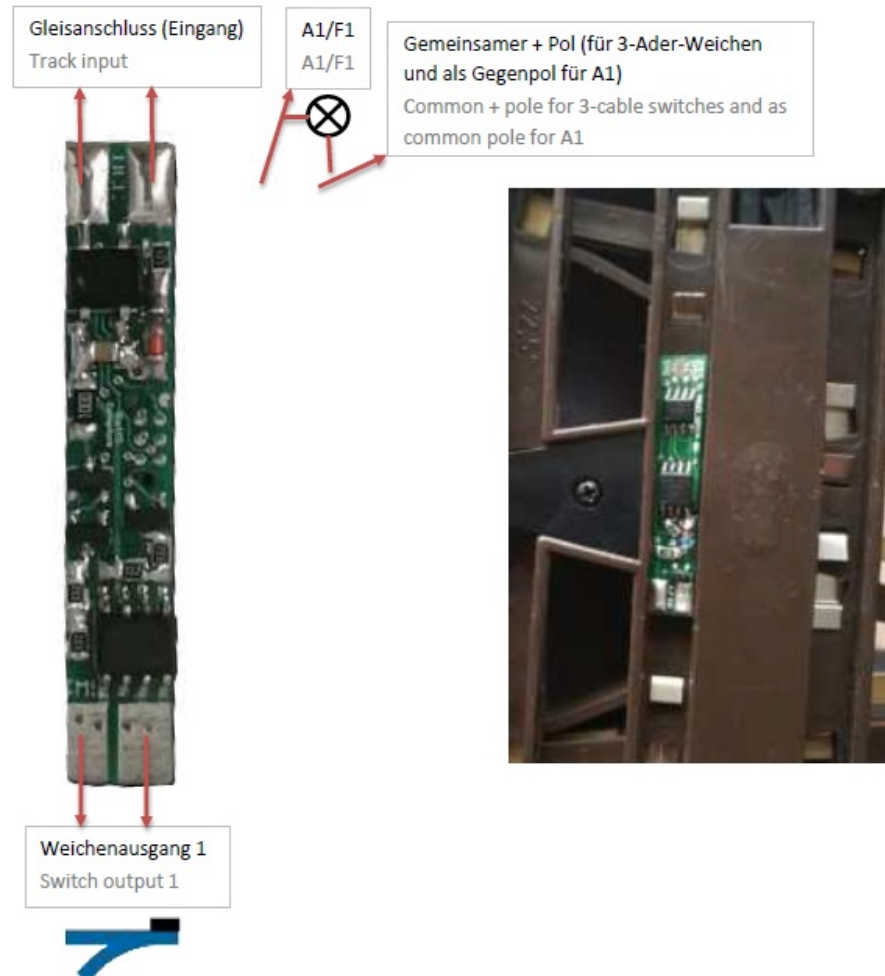 Gleisanschluss (Eingang)
Track input
A1/F1
A1/F1
Gemeinsamer + Pol (für 3-Ader-Weichen
und als Gegenpol für A1)
Common + pole for 3-cable switches and as
common pole for A1
Weichenausgang 1
Switch output 1